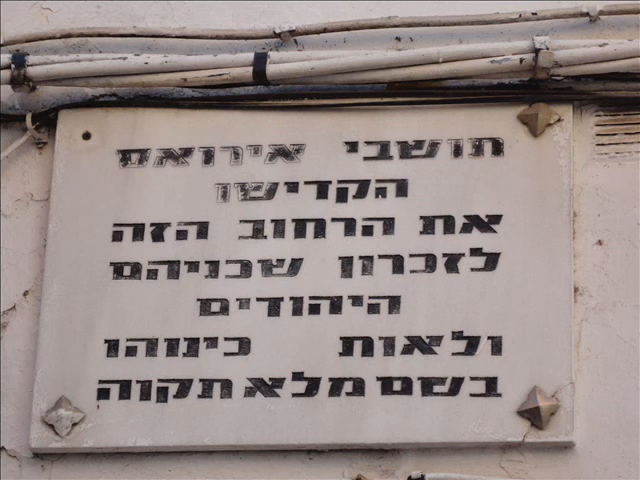 תושבי אירואס
הקדישו
את הרחוב הזה
לזכרון שכניהם
היהודים
ולאות כינוהו
בשם מלא תקוה